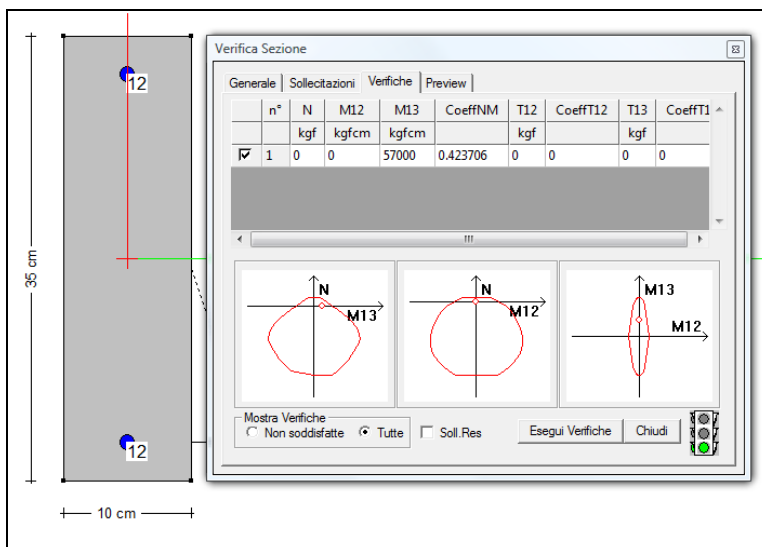 12
12
35 cm
10 cm
Verifica Sezione
Generale Sollecitazioni Verifiche Preview
n° N M12 M13 CoeffNM T12 CoeffT12 T13 CoeffT1
kgf kgfcm kgfcm kgf kgf
1 0 0 57000 0.423706 0 0 0 0
N
M13
N
M12
M13
M12
Mostra Verifiche
Non soddisfatte Tutte Soll.Res Esegui Verifiche Chiudi